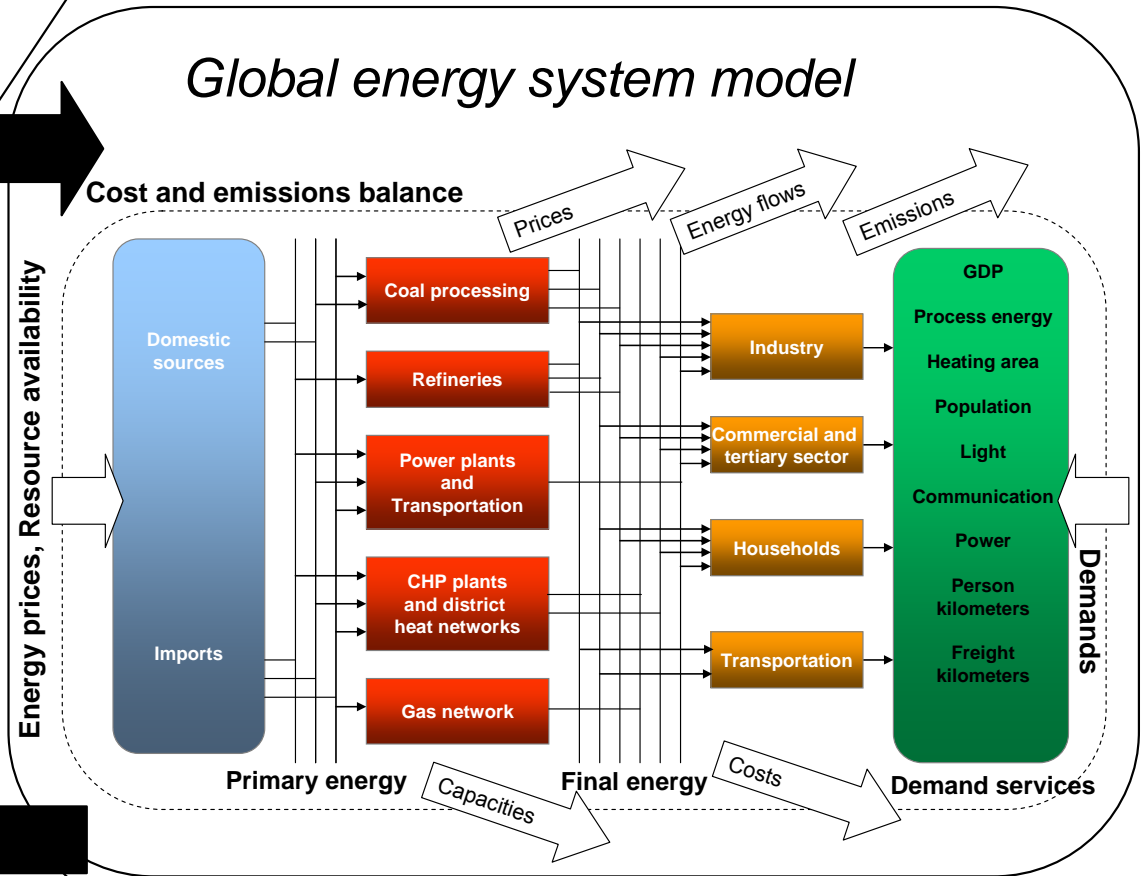 Global energy system model
Cost and emissions balance
Prices
Energy flows
Emissions
Energy prices, Resource availability
Domestic
sources
Imports
Coal processing
Refineries
Power plants
and
Transportation
CHP plants
and district
heat networks
Gas network
Industry
Commercial and
tertiary sector
Households
Transportation
GDP
Process energy
Heating area
Population
Light
Communication
Power
Person
kilometers
Freight
kilometers
Demands
Primary energy
Final energy
Demand services
Capacities
Costs